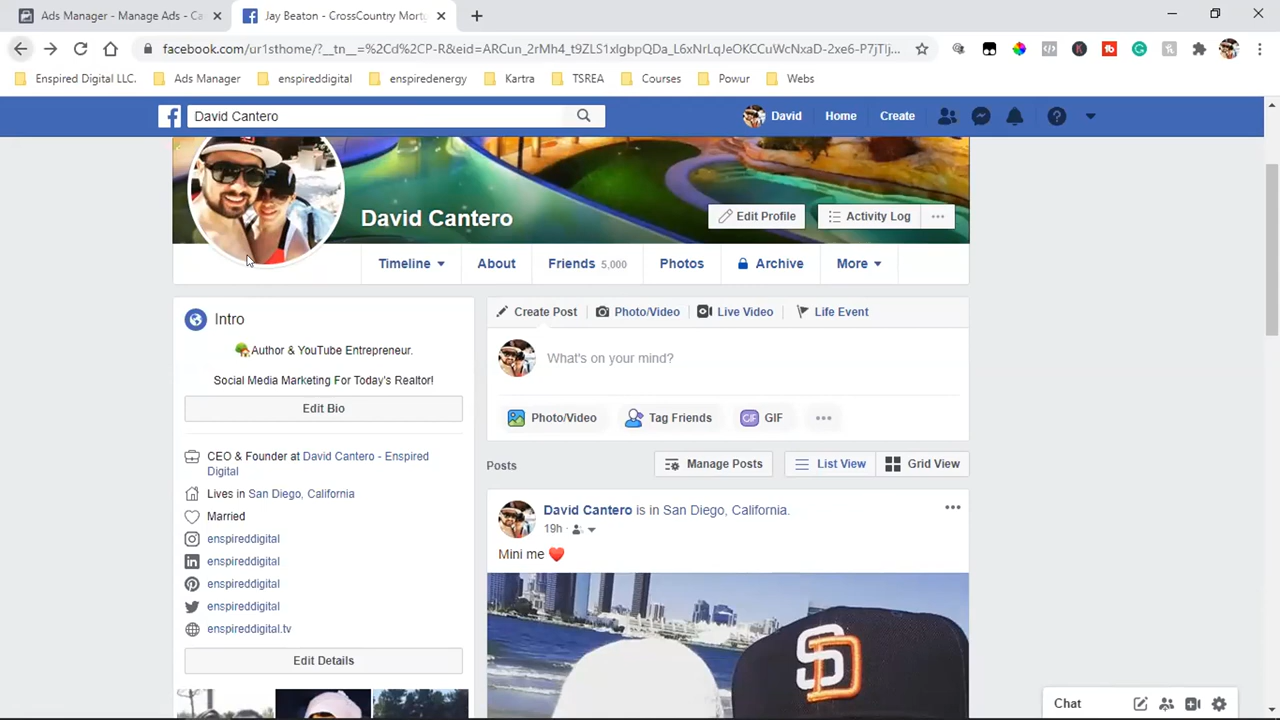 Ads Manager - Manage Ads - Ca
Jay Beaton - CrossCountry Mort
facebook.com/ur1sthome/?__tn__=%2Cd%2CP-R&eid=ARCun_2rMh4_t9ZLS1xIgbpQDa_L6xNrLqJeOKCCuWcNxaD-2xe6-P7jTlj...
Enspired Digital LLC.
Ads Manager
enspireddigital
enspiredenergy
Kartra
TSREA
Courses
Powur
Webs
David Cantero
David
Home
Create
David Cantero
Edit Profile
Activity Log
Timeline
About
Friends 5,000
Photos
Archive
More
Intro
Author & YouTube Entrepreneur.
Social Media Marketing For Today's Realtor!
Edit Bio
CEO & Founder at David Cantero - Enspired
Digital
Lives in San Diego, California
Married
enspireddigital
enspireddigital
enspireddigital
enspireddigital
enspireddigital.tv
Edit Details
Create Post
Photo/Video
Live Video
Life Event
What's on your mind?
Photo/Video
Tag Friends
GIF
Posts
Manage Posts
List View
Grid View
David Cantero is in San Diego, California.
19h
Mini me ❤
SD
Chat